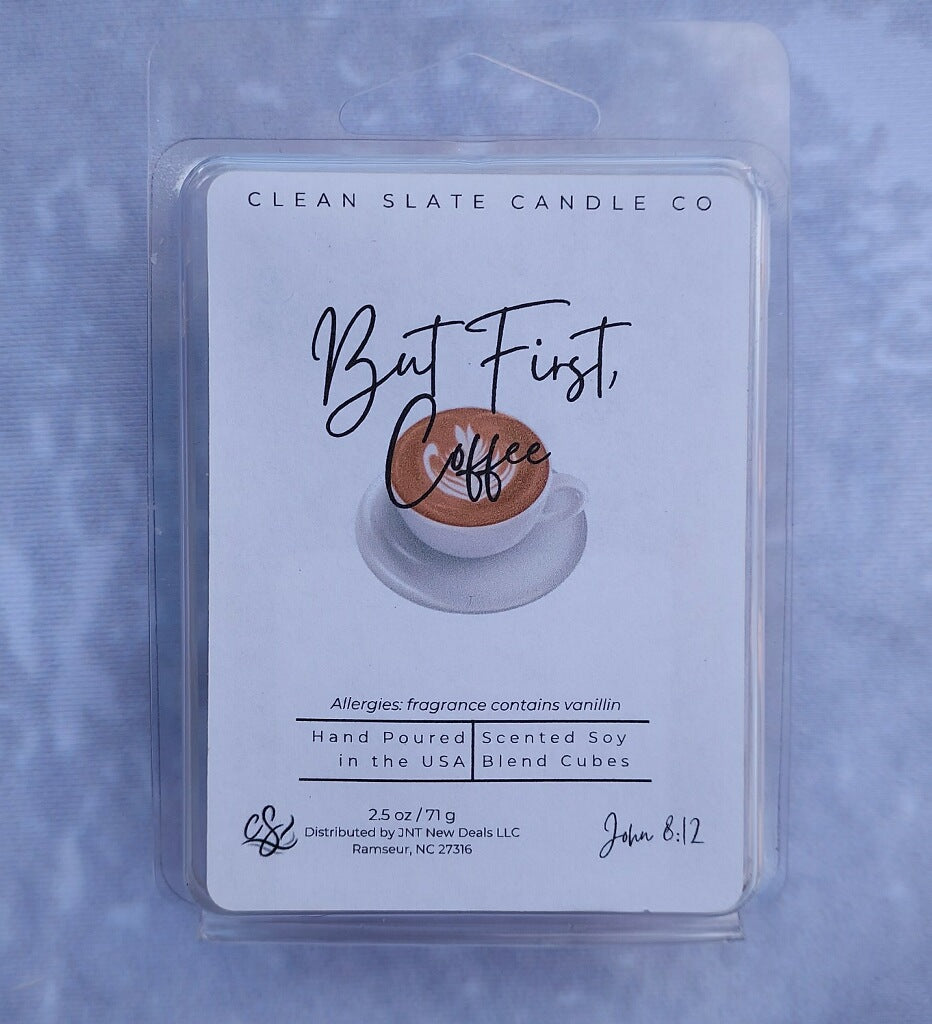 CLEAN SLATE CANDLE CO
But First,
Coffee
Allergies: fragrance contains vanillin
Hand Poured
in the USA
Scented Soy
Blend Cubes
2.5 oz / 71 g
Distributed by JNT New Deals LLC
Ramseur, NC 27316
John 8:12